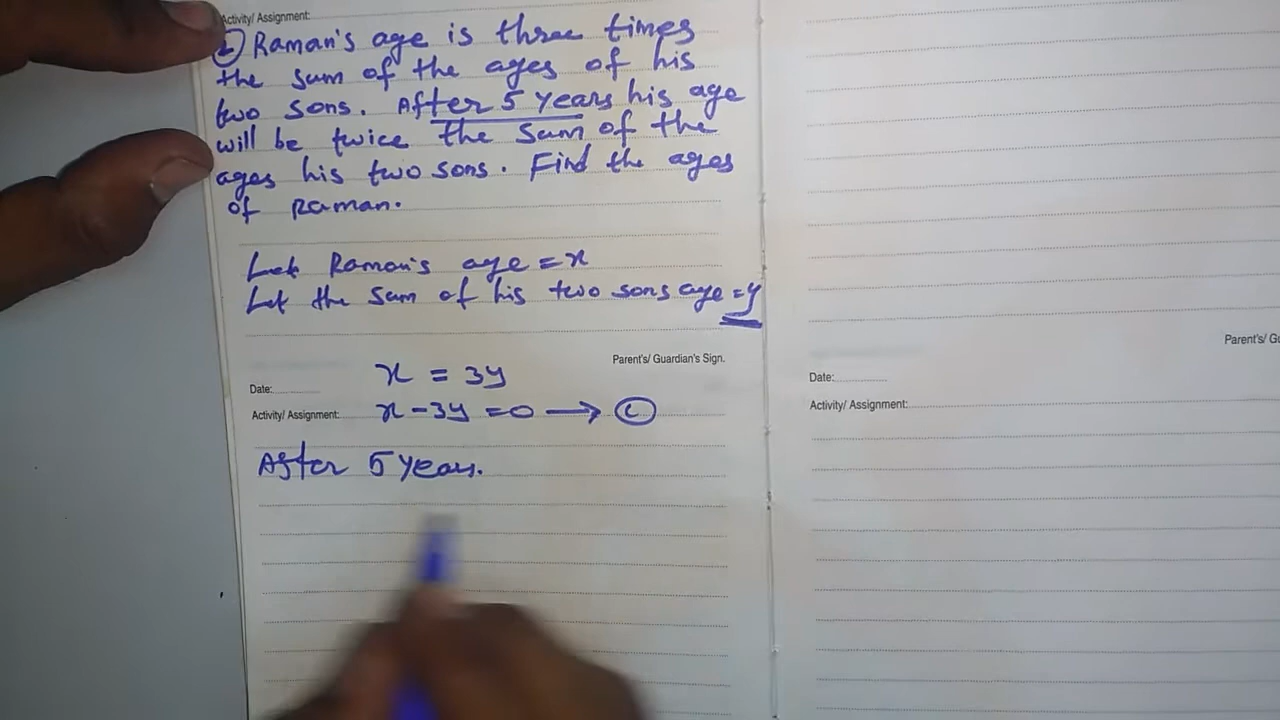 Activity/ Assignment:
Raman's age is three times
the sum of the ages of his
two sons. After 5 years his age
will be twice the sum of the
ages his two sons. Find the ages
of Raman.
Let Raman's age = x
Let the sum of his two sons age = y
Parent's/ Guardian's Sign.
x = 3y
Date:
Activity/ Assignment:
x - 3y = 0 →
After 5 years.
Parent's/
Date:
Activity/ Assignment: